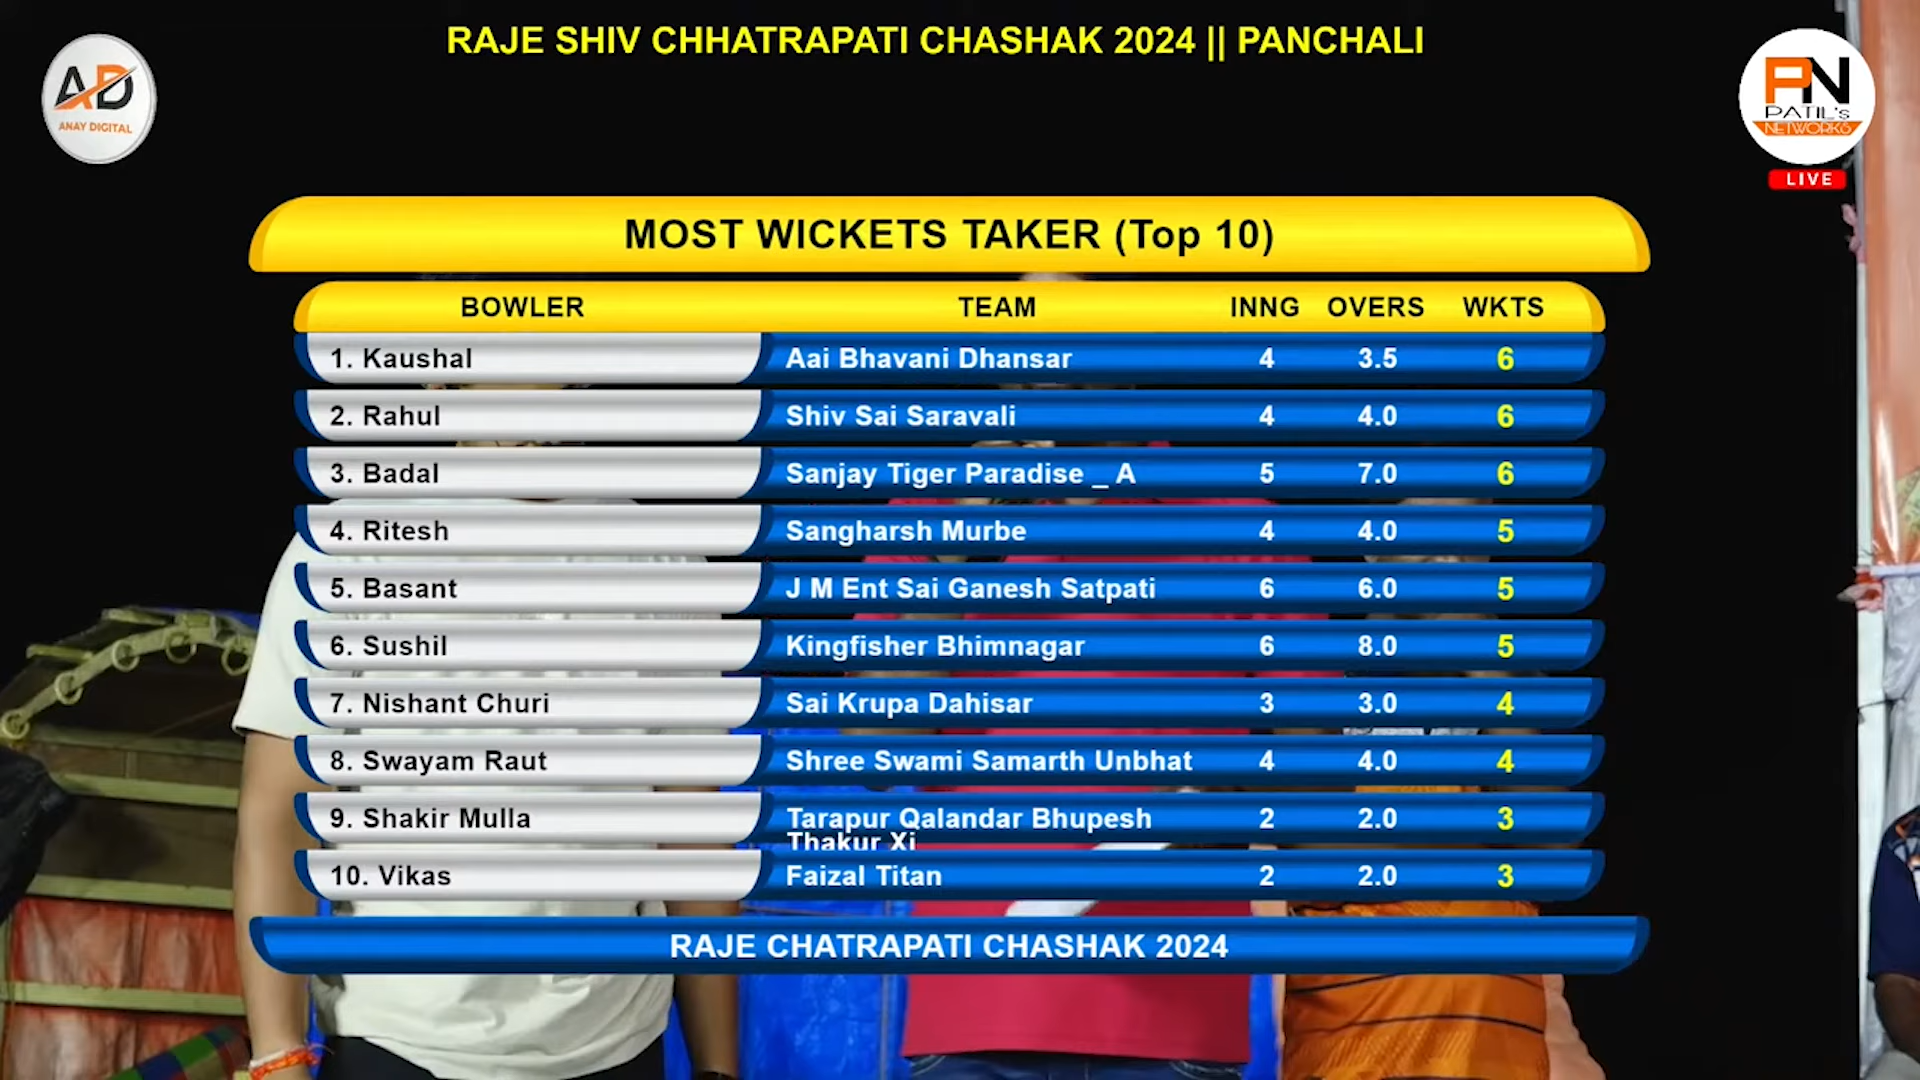 RAJE SHIV CHHATRAPATI CHASHAK 2024 || PANCHALI
AD
ANAY DIGITAL
PN
PATIL's
NETWORKS
LIVE
MOST WICKETS TAKER (Top 10)
BOWLER TEAM INNG OVERS WKTS
1. Kaushal Aai Bhavani Dhansar 4 3.5 6
2. Rahul Shiv Sai Saravali 4 4.0 6
3. Badal Sanjay Tiger Paradise _ A 5 7.0 6
4. Ritesh Sangharsh Murbe 4 4.0 5
5. Basant J M Ent Sai Ganesh Satpati 6 6.0 5
6. Sushil Kingfisher Bhimnagar 6 8.0 5
7. Nishant Churi Sai Krupa Dahisar 3 3.0 4
8. Swayam Raut Shree Swami Samarth Unbhat 4 4.0 4
9. Shakir Mulla Tarapur Qalandar Bhupesh 2 2.0 3
Thakur Xi
10. Vikas Faizal Titan 2 2.0 3
RAJE CHATRAPATI CHASHAK 2024